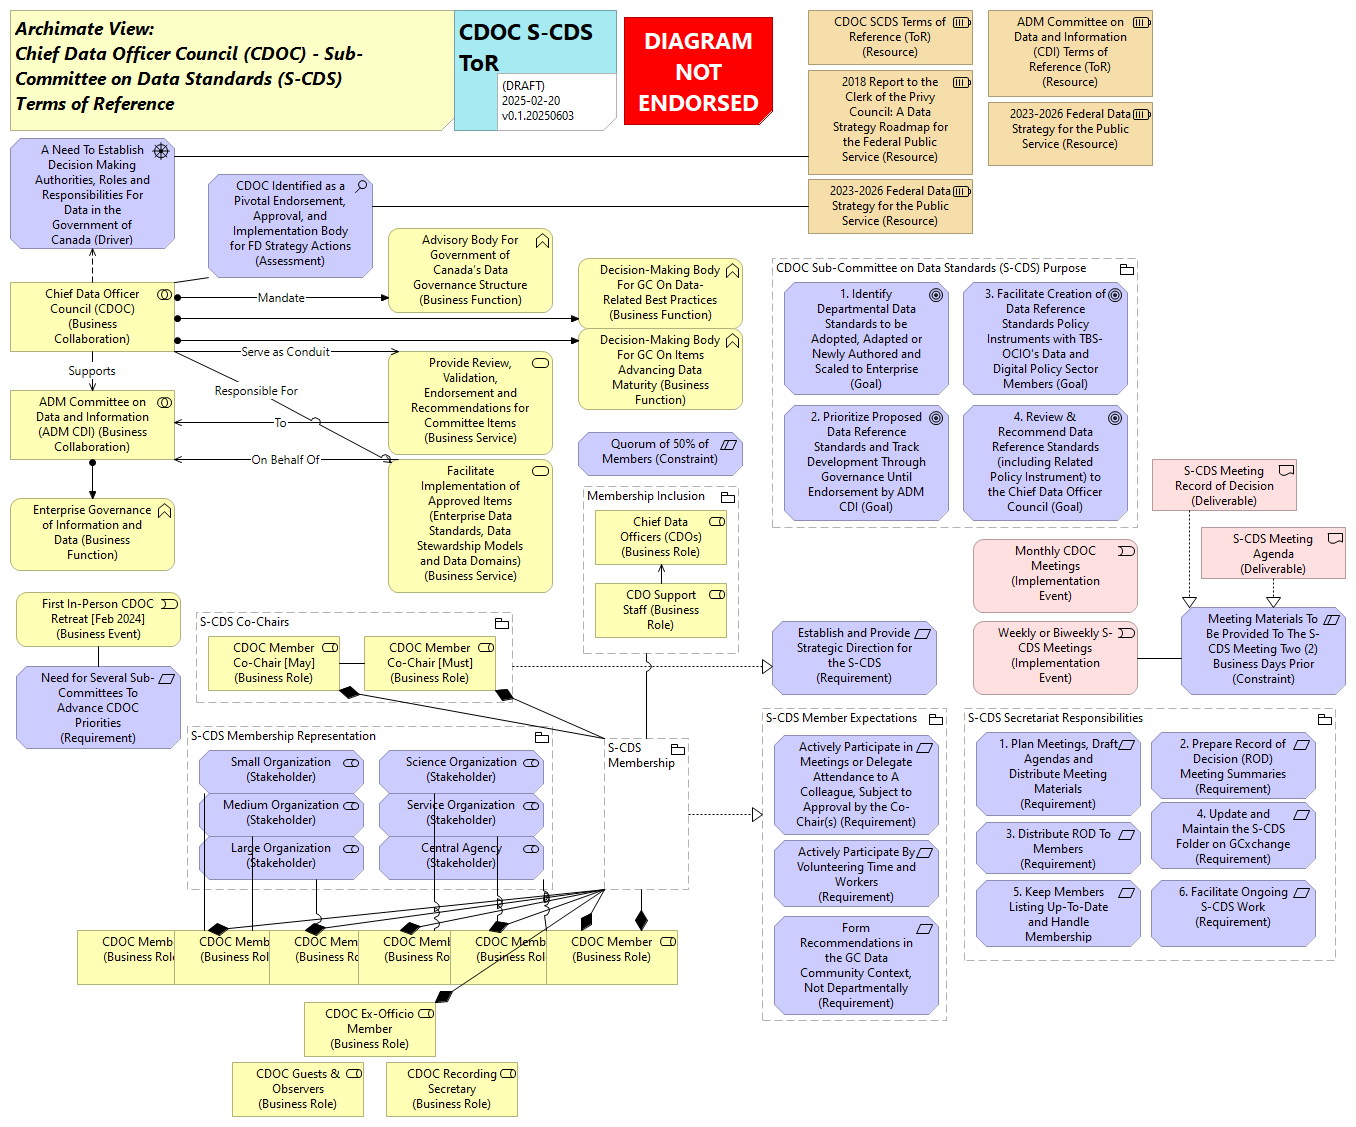 Archimate View:
Chief Data Officer Council (CDOC) - Sub-
Committee on Data Standards (S-CDS)
Terms of Reference
CDOC S-CDS
ToR
(DRAFT)
2025-02-20
v0.1.20250603
DIAGRAM
NOT
ENDORSED
CDOC SCDS Terms of
Reference (ToR)
(Resource)
ADM Committee on
Data and Information
(CDI) Terms of
Reference (ToR)
(Resource)
2018 Report to the
Clerk of the Privy
Council: A Data
Strategy Roadmap for
the Federal Public
Service (Resource)
2023-2026 Federal Data
Strategy for the Public
Service (Resource)
2023-2026 Federal Data
Strategy for the Public
Service (Resource)
A Need To Establish
Decision Making
Authorities, Roles and
Responsibilities For
Data in the
Government of
Canada (Driver)
CDOC Identified as a
Pivotal Endorsement,
Approval, and
Implementation Body
for FD Strategy Actions
(Assessment)
Chief Data Officer
Council (CDOC)
(Business
Collaboration)
Mandate
Advisory Body For
Government of
Canada's Data
Governance Structure
(Business Function)
Decision-Making Body
For GC On Data-
Related Best Practices
(Business Function)
Decision-Making Body
For GC On Items
Advancing Data
Maturity (Business
Function)
Serve as Conduit
Responsible For
Supports
To
On Behalf Of
ADM Committee on
Data and Information
(ADM CDI) (Business
Collaboration)
Provide Review,
Validation,
Endorsement and
Recommendations for
Committee Items
(Business Service)
Facilitate
Implementation of
Approved Items
(Enterprise Data
Standards, Data
Stewardship Models
and Data Domains)
(Business Service)
Enterprise Governance
of Information and
Data (Business
Function)
Quorum of 50% of
Members (Constraint)
Membership Inclusion
Chief Data
Officers (CDOs)
(Business Role)
CDO Support
Staff (Business
Role)
CDOC Sub-Committee on Data Standards (S-CDS) Purpose
1. Identify
Departmental Data
Standards to be
Adopted, Adapted or
Newly Authored and
Scaled to Enterprise
(Goal)
3. Facilitate Creation of
Data Reference
Standards Policy
Instruments with TBS-
OCIO's Data and
Digital Policy Sector
Members (Goal)
2. Prioritize Proposed
Data Reference
Standards and Track
Development Through
Governance Until
Endorsement by ADM
CDI (Goal)
4. Review &
Recommend Data
Reference Standards
(including Related
Policy Instrument) to
the Chief Data Officer
Council (Goal)
S-CDS Meeting
Record of Decision
(Deliverable)
S-CDS Meeting
Agenda
(Deliverable)
Monthly CDOC
Meetings
(Implementation
Event)
Weekly or Biweekly S-
CDS Meetings
(Implementation
Event)
Meeting Materials To
Be Provided To The S-
CDS Meeting Two (2)
Business Days Prior
(Constraint)
First In-Person CDOC
Retreat [Feb 2024]
(Business Event)
Need for Several Sub-
Committees To
Advance CDOC
Priorities
(Requirement)
S-CDS Co-Chairs
CDOC Member
Co-Chair [May]
(Business Role)
CDOC Member
Co-Chair [Must]
(Business Role)
Establish and Provide
Strategic Direction for
the S-CDS
(Requirement)
S-CDS Membership Representation
Small Organization
(Stakeholder)
Science Organization
(Stakeholder)
Medium Organization
(Stakeholder)
Service Organization
(Stakeholder)
Large Organization
(Stakeholder)
Central Agency
(Stakeholder)
S-CDS
Membership
S-CDS Member Expectations
Actively Participate in
Meetings or Delegate
Attendance to A
Colleague, Subject to
Approval by the Co-
Chair(s) (Requirement)
Actively Participate By
Volunteering Time and
Workers
(Requirement)
Form
Recommendations in
the GC Data
Community Context,
Not Departmentally
(Requirement)
S-CDS Secretariat Responsibilities
1. Plan Meetings, Draft
Agendas and
Distribute Meeting
Materials
(Requirement)
2. Prepare Record of
Decision (ROD)
Meeting Summaries
(Requirement)
3. Distribute ROD To
Members
(Requirement)
4. Update and
Maintain the S-CDS
Folder on GCxchange
(Requirement)
5. Keep Members
Listing Up-To-Date
and Handle
Membership
6. Facilitate Ongoing
S-CDS Work
(Requirement)
CDOC Memb
(Business Rol
CDOC Memb
(Business Rol
CDOC Mem
(Business Ro
CDOC Memb
(Business Rol
CDOC Memb
(Business Rol
CDOC Member
(Business Role)
CDOC Ex-Officio
Member
(Business Role)
CDOC Guests &
Observers
(Business Role)
CDOC Recording
Secretary
(Business Role)